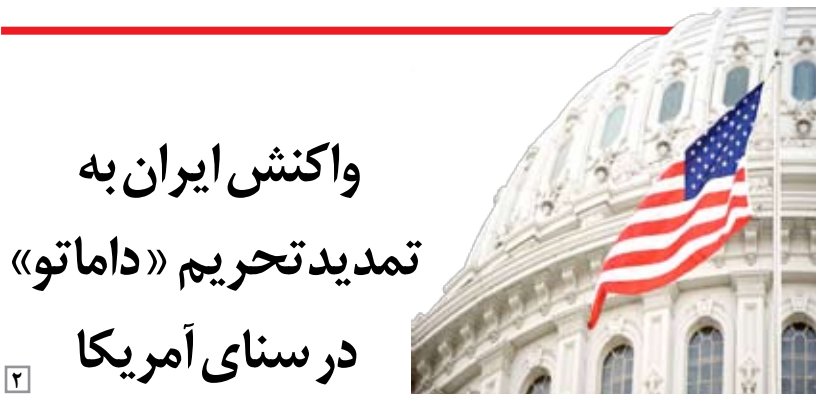 واکنش ایران به
تمدید تحریم «داماتو»
در سنای آمریکا
۲